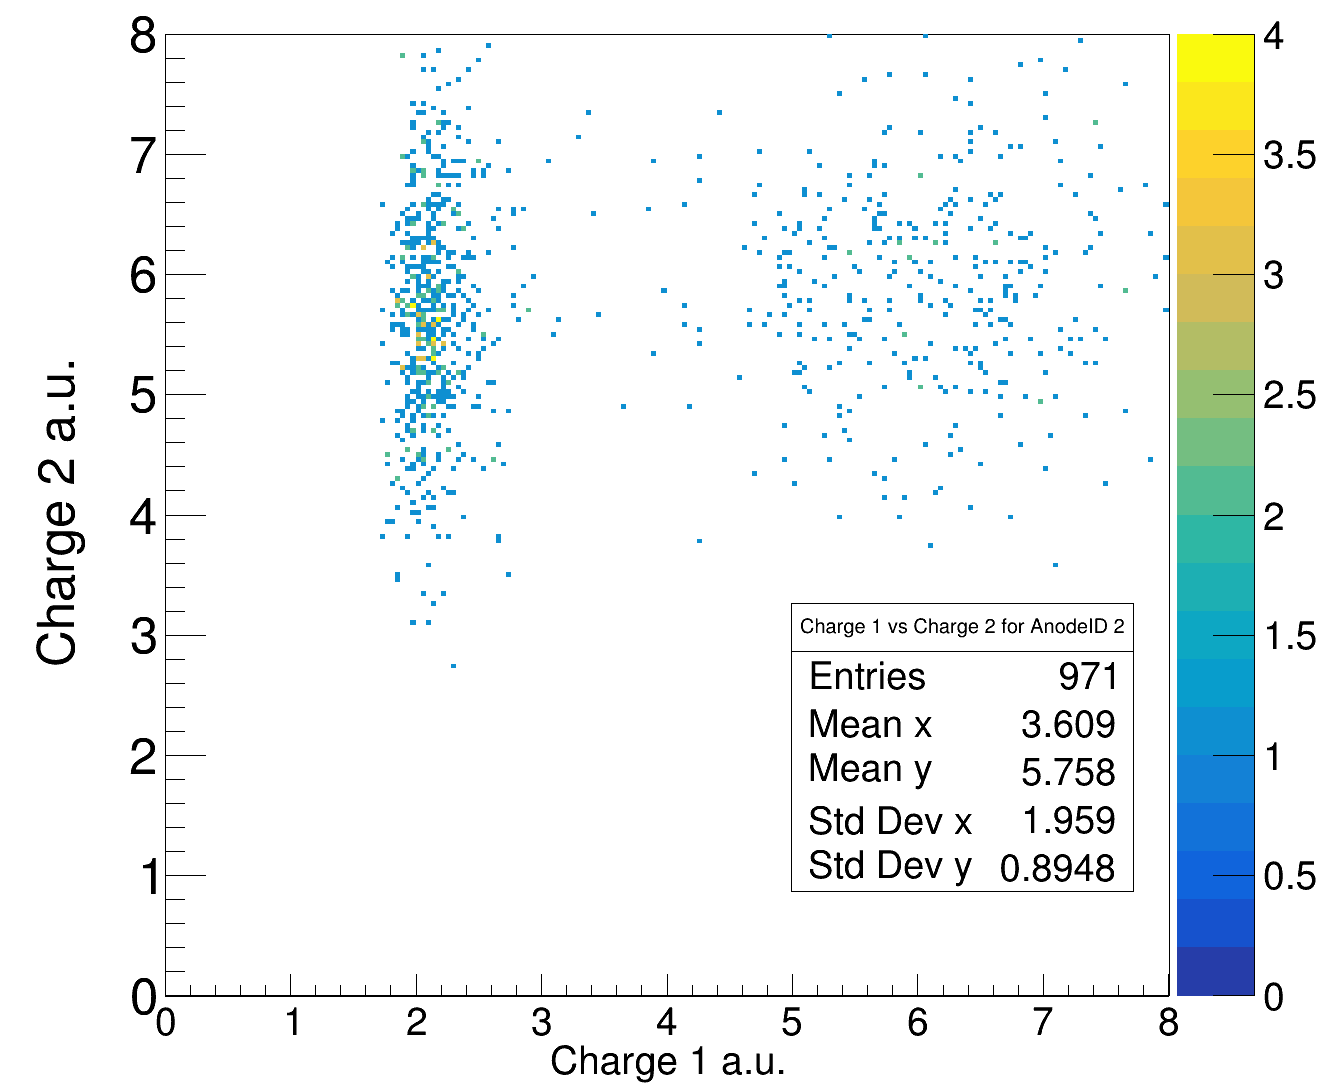 8
7
6
5
4
3
2
1
0
Charge 2 a.u.
0 1 2 3 4 5 6 7 8
Charge 1 a.u.
Charge 1 vs Charge 2 for AnodeID 2
Entries 971
Mean x 3.609
Mean y 5.758
Std Dev x 1.959
Std Dev y 0.8948
4
3.5
3
2.5
2
1.5
1
0.5
0